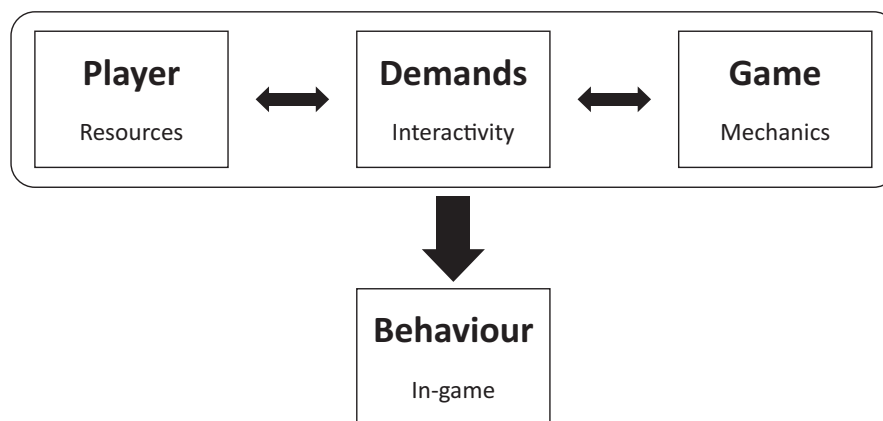 Player
Resources
Demands
Interactivity
Game
Mechanics
Behaviour
In-game